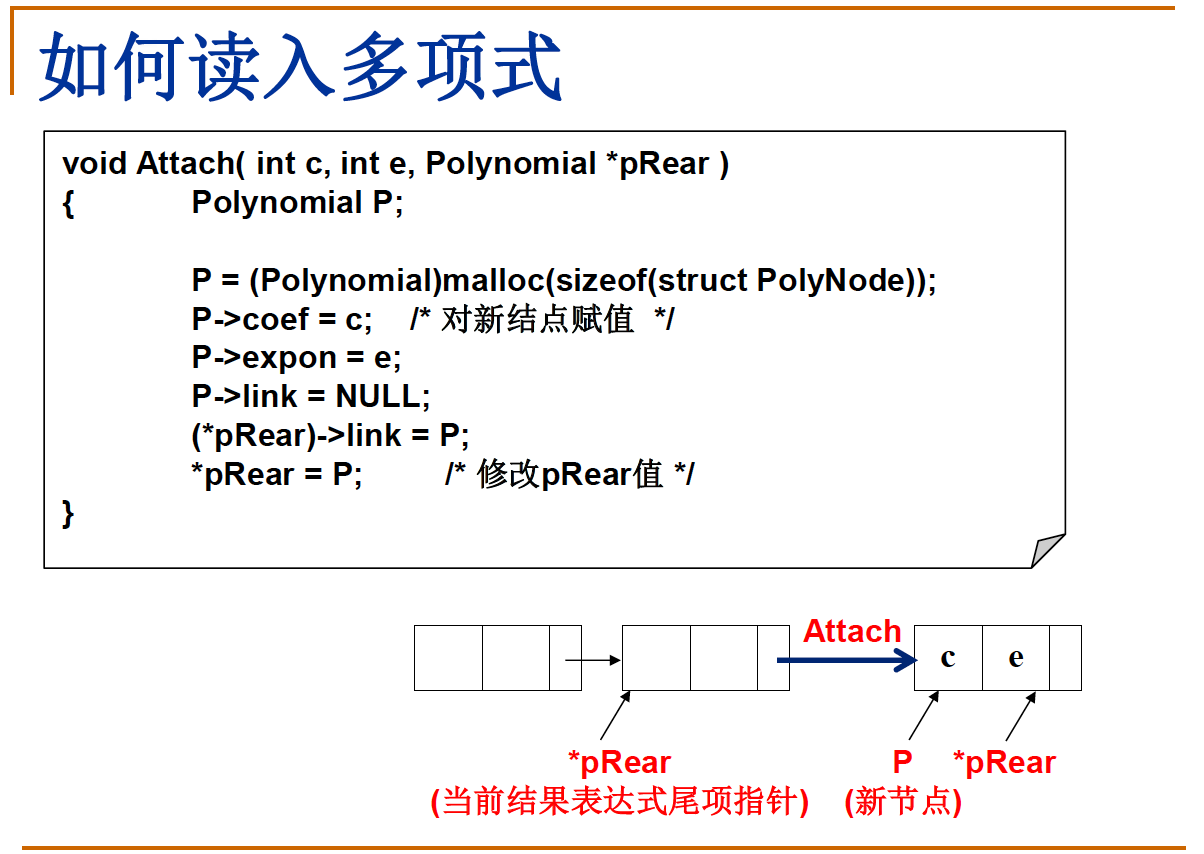 如何读入多项式
void Attach( int c, int e, Polynomial *pRear )
{ Polynomial P;
P = (Polynomial)malloc(sizeof(struct PolyNode));
P->coef = c; /* 对新结点赋值 */
P->expon = e;
P->link = NULL;
(*pRear)->link = P;
*pRear = P; /* 修改pRear值 */
}
Attach
c e
*pRear P *pRear
(当前结果表达式尾项指针) (新节点)